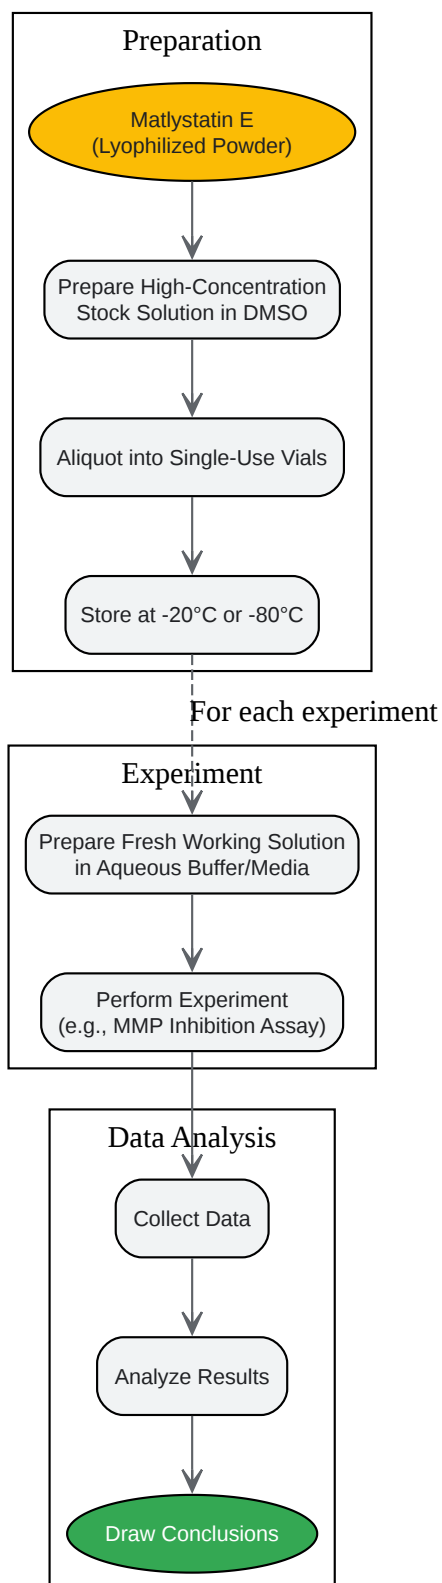 Preparation
Matlystatin E
(Lyophilized Powder)
Prepare High-Concentration
Stock Solution in DMSO
Aliquot into Single-Use Vials
Store at -20°C or -80°C
For each experiment
Experiment
Prepare Fresh Working Solution
in Aqueous Buffer/Media
Perform Experiment
(e.g., MMP Inhibition Assay)
Data Analysis
Collect Data
Analyze Results
Draw Conclusions